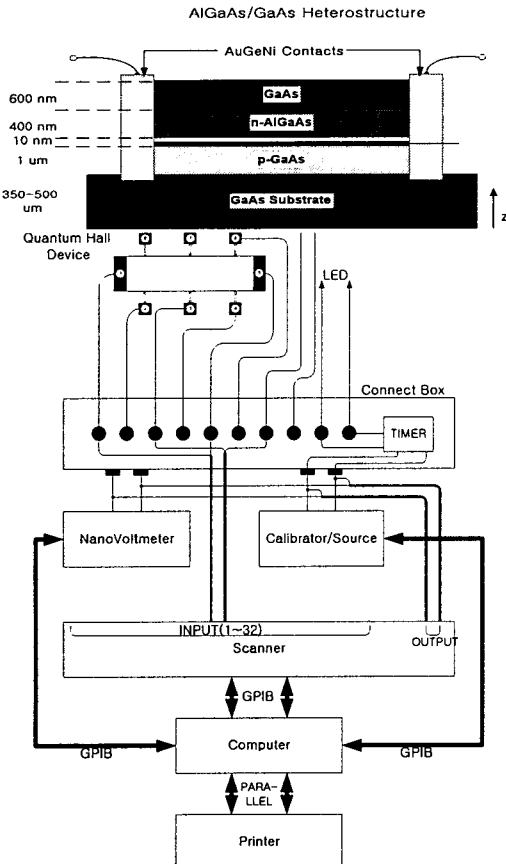 AlGaAs/GaAs Heterostructure
AuGeNi Contacts
600 nm
GaAs
400 nm
n-AlGaAs
10 nm
1 um
p-GaAs
350~500
um
GaAs Substrate
z
Quantum Hall
Device
LED
Connect Box
TIMER
NanoVoltmeter
Calibrator/Source
INPUT(1~32)
OUTPUT
Scanner
GPIB
Computer
GPIB
GPIB
PARA-
LLEL
Printer